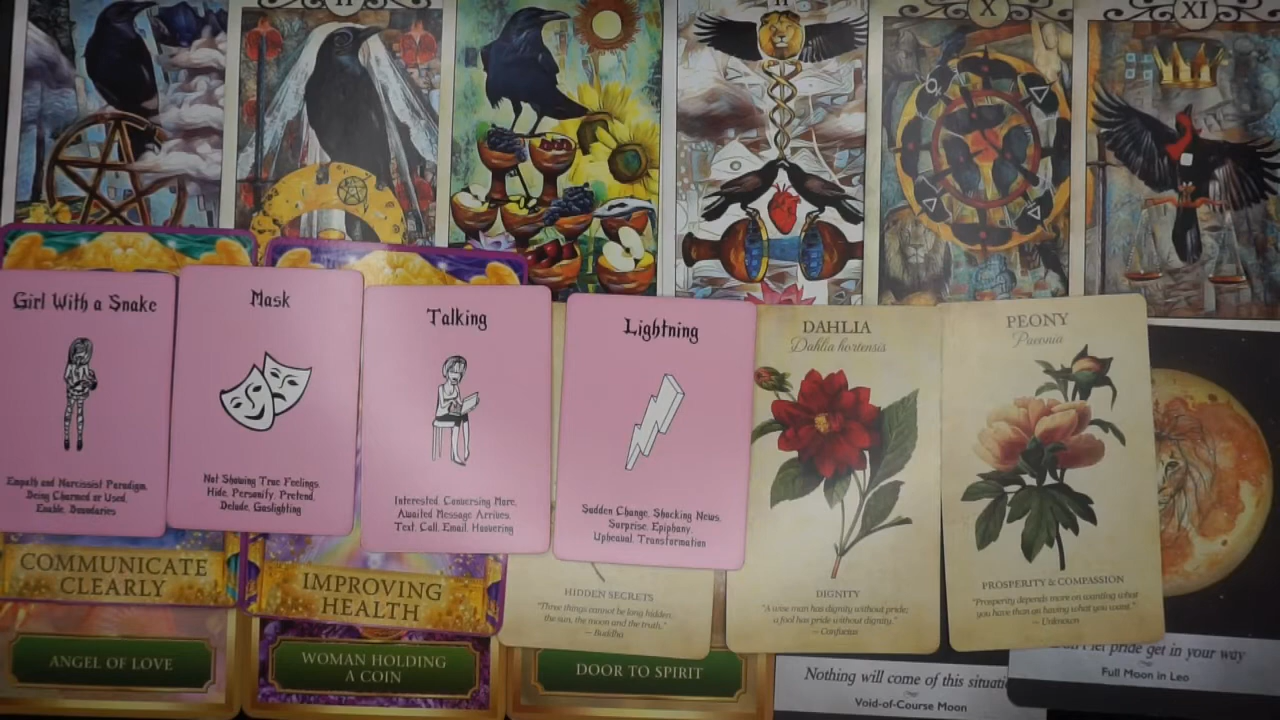 II
X
XI
Girl With a Snake
Empath and Narcissist Paradigm,
Being Charmed or Used,
Enable, Boundaries
Mask
Not Showing True Feelings,
Hide, Personify, Pretend,
Delude, Gaslighting
Talking
Interested, Conversing More,
Awaited Message Arrives,
Text, Call, Email, Hoovering
Lightning
Sudden Change, Shocking News,
Surprise, Epiphany,
Upheaval, Transformation
DAHLIA
Dahlia hortensis
DIGNITY
"A wise man has dignity without pride;
a fool has pride without dignity."
— Confucius
PEONY
Paeonia
PROSPERITY & COMPASSION
"Prosperity depends more on wanting what
you have than on having what you want."
— Unknown
COMMUNICATE
CLEARLY
IMPROVING
HEALTH
HIDDEN SECRETS
"Three things cannot be long hidden:
the sun, the moon and the truth."
— Buddha
ANGEL OF LOVE
WOMAN HOLDING
A COIN
DOOR TO SPIRIT
Nothing will come of this
Void-of-Course Moon
let pride get in your way
Full Moon in Leo